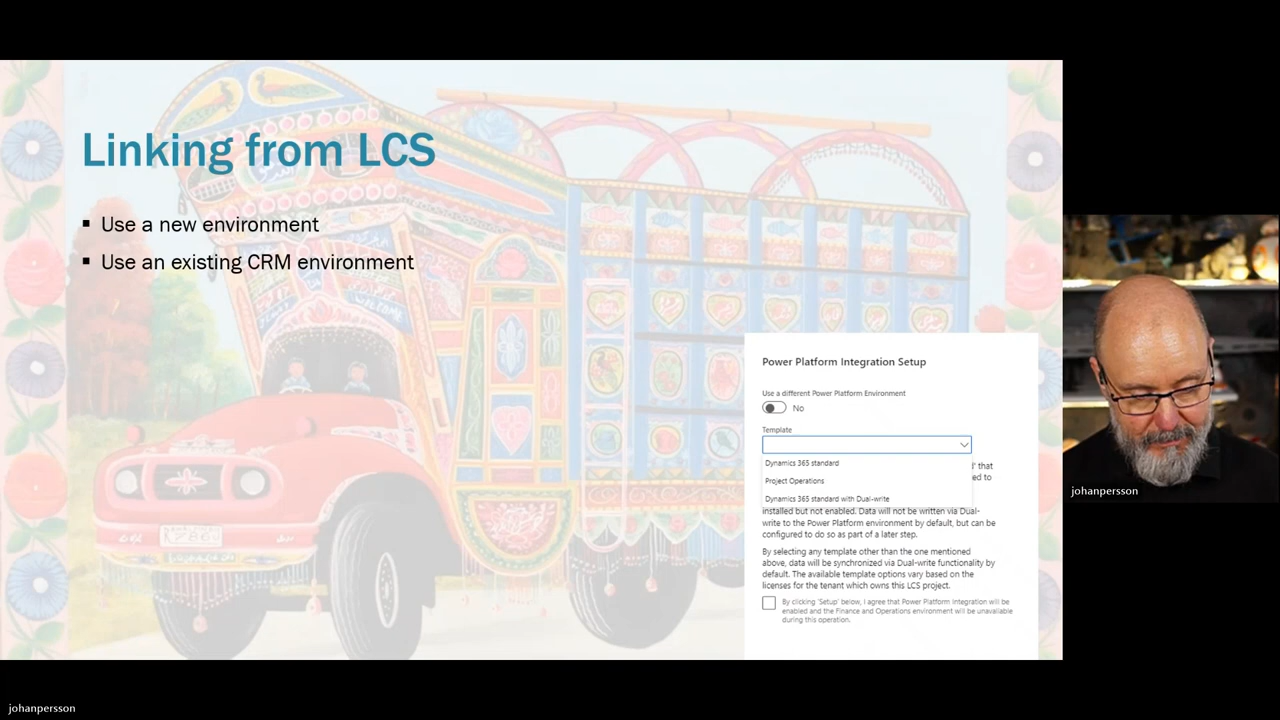 Linking from LCS
▪ Use a new environment
▪ Use an existing CRM environment
Power Platform Integration Setup
Use a different Power Platform Environment
No
Template
Dynamics 365 standard
Project Operations
Dynamics 365 standard with Dual-write
d' that
ed to
installed but not enabled. Data will not be written via Dual-
write to the Power Platform environment by default, but can be
configured to do so as part of a later step.
By selecting any template other than the one mentioned
above, data will be synchronized via Dual-write functionality by
default. The available template options vary based on the
licenses for the tenant which owns this LCS project.
By clicking 'Setup' below, I agree that Power Platform Integration will be
enabled and the Finance and Operations environment will be unavailable
during this operation.
johanpersson
johanpersson